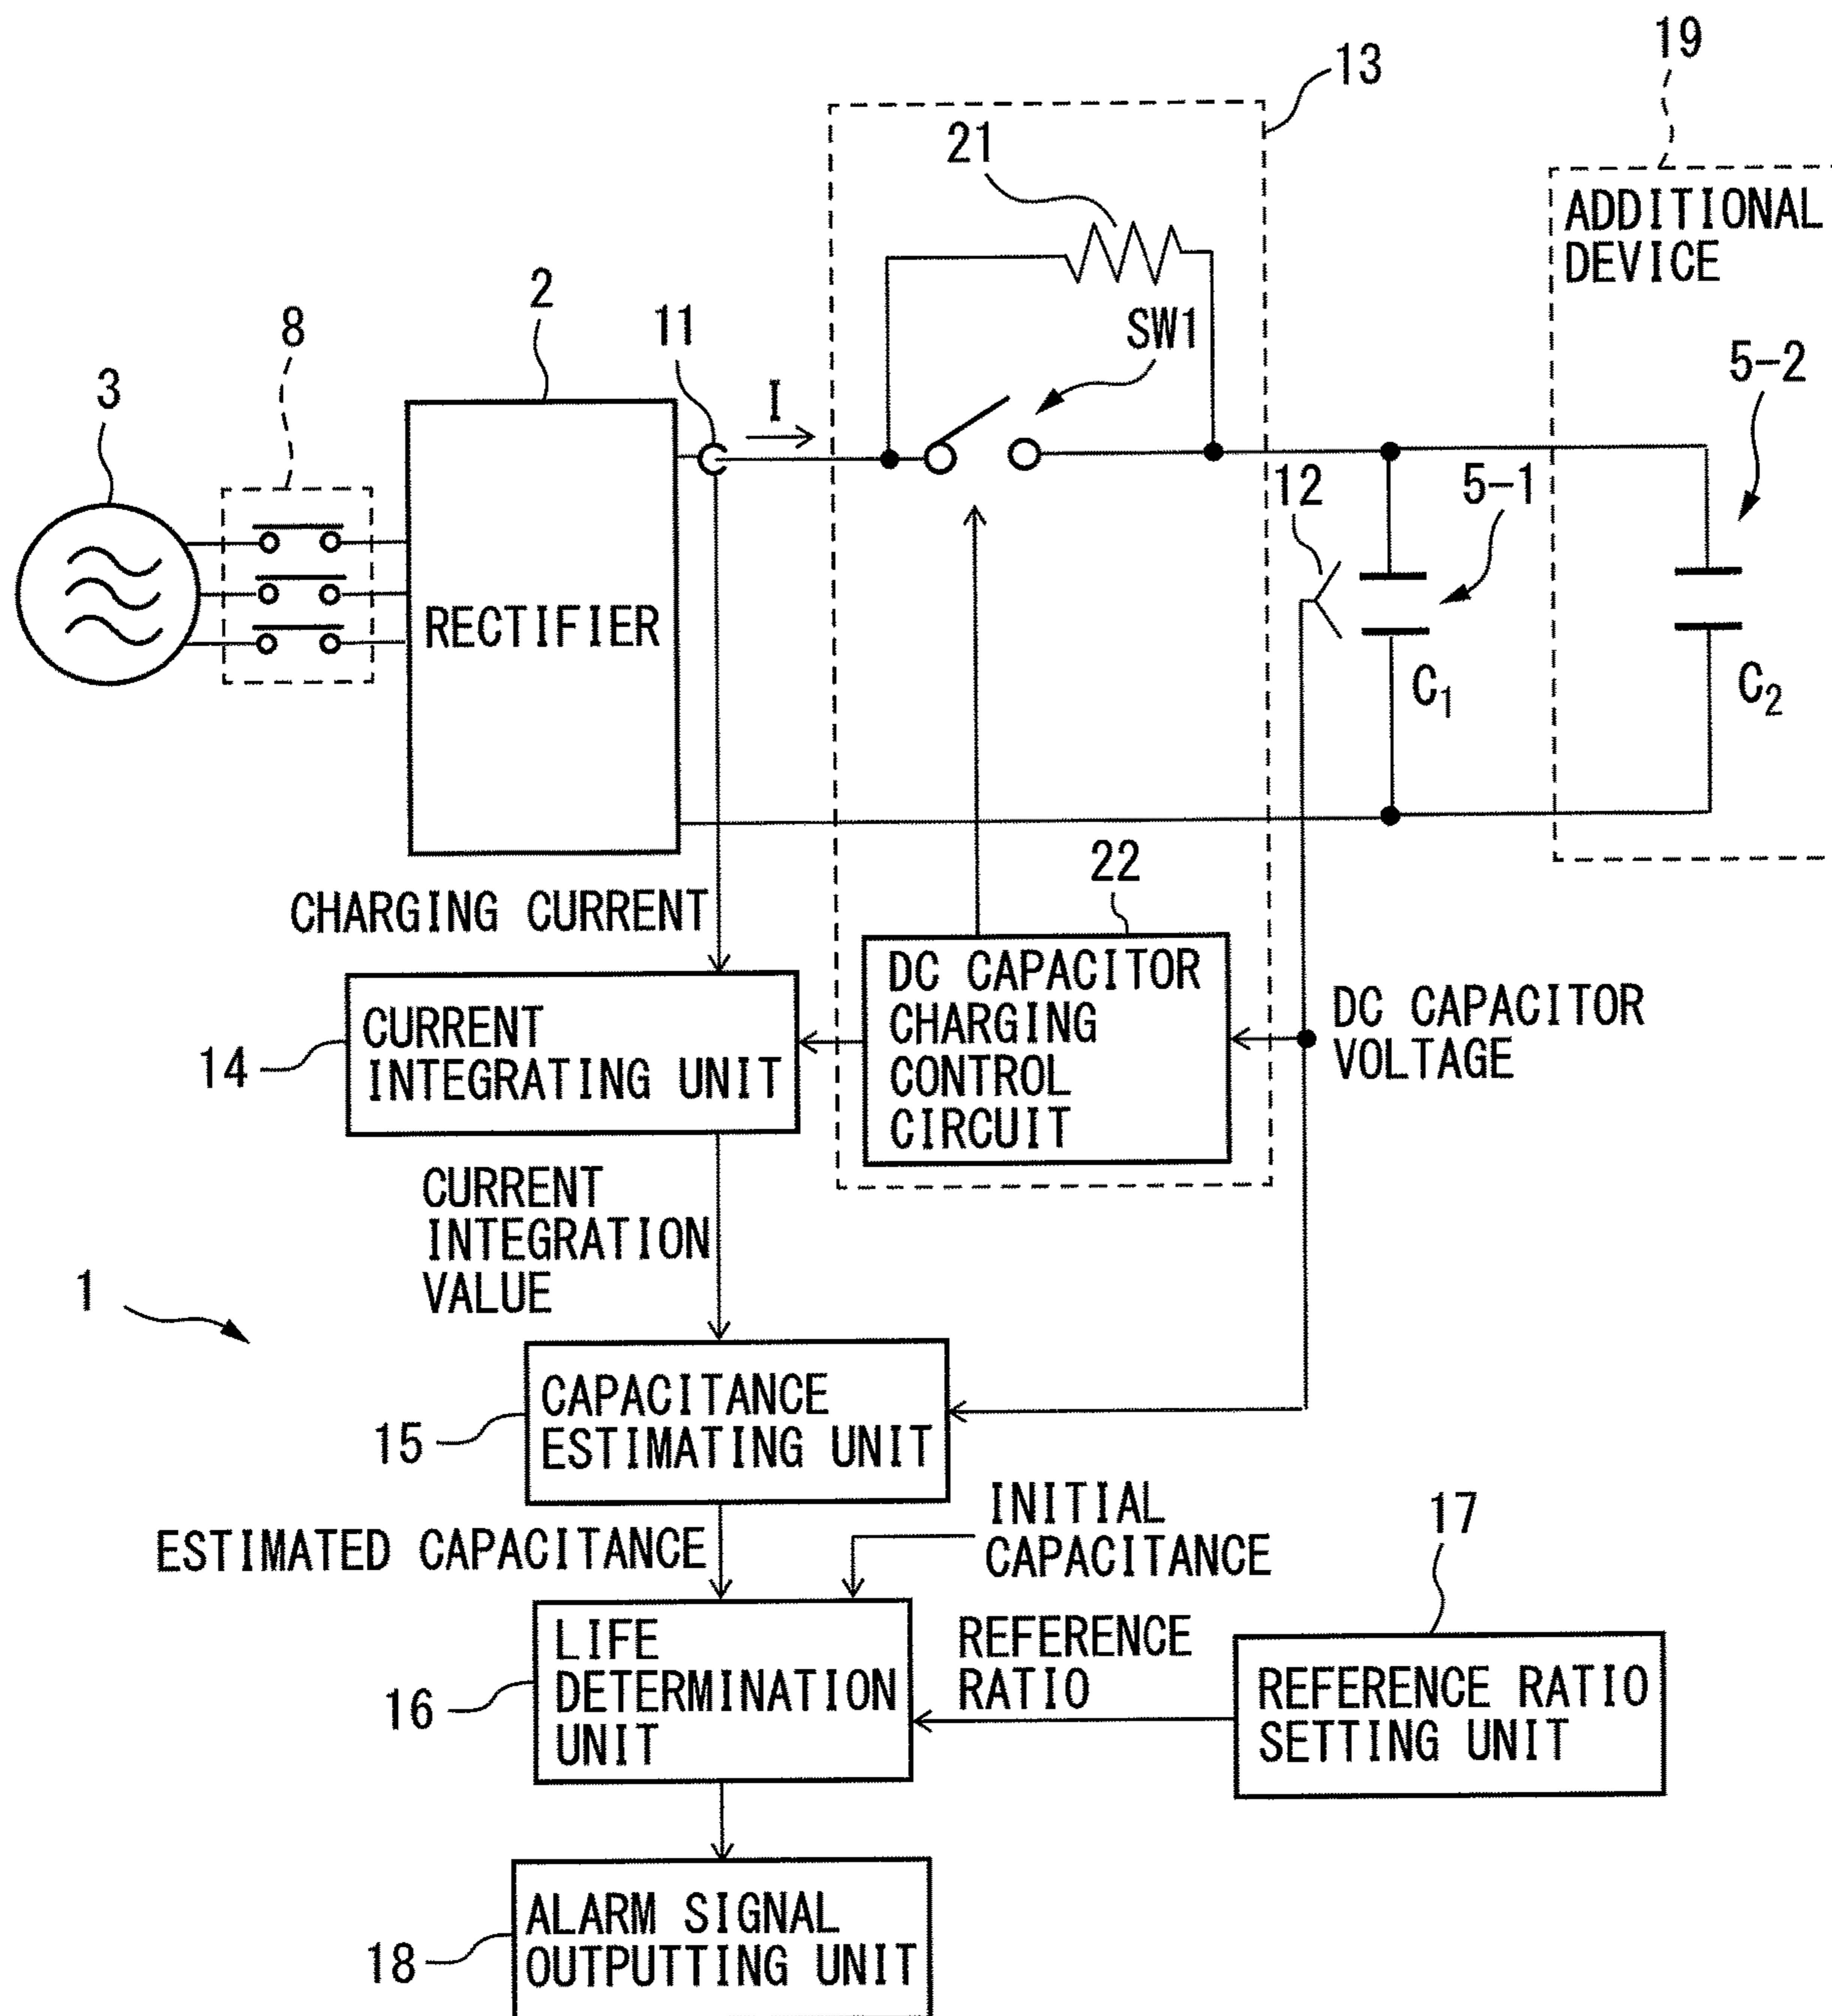 19
13
21
ADDITIONAL
DEVICE
2
8
11
SW1
I
3
5-2
12
5-1
RECTIFIER
C1
C2
22
CHARGING CURRENT
DC CAPACITOR
CHARGING
CONTROL
CIRCUIT
DC CAPACITOR
VOLTAGE
14
CURRENT
INTEGRATING UNIT
CURRENT
INTEGRATION
VALUE
1
15
CAPACITANCE
ESTIMATING UNIT
INITIAL
CAPACITANCE
17
ESTIMATED CAPACITANCE
16
LIFE
DETERMINATION
UNIT
REFERENCE
RATIO
REFERENCE RATIO
SETTING UNIT
18
ALARM SIGNAL
OUTPUTTING UNIT